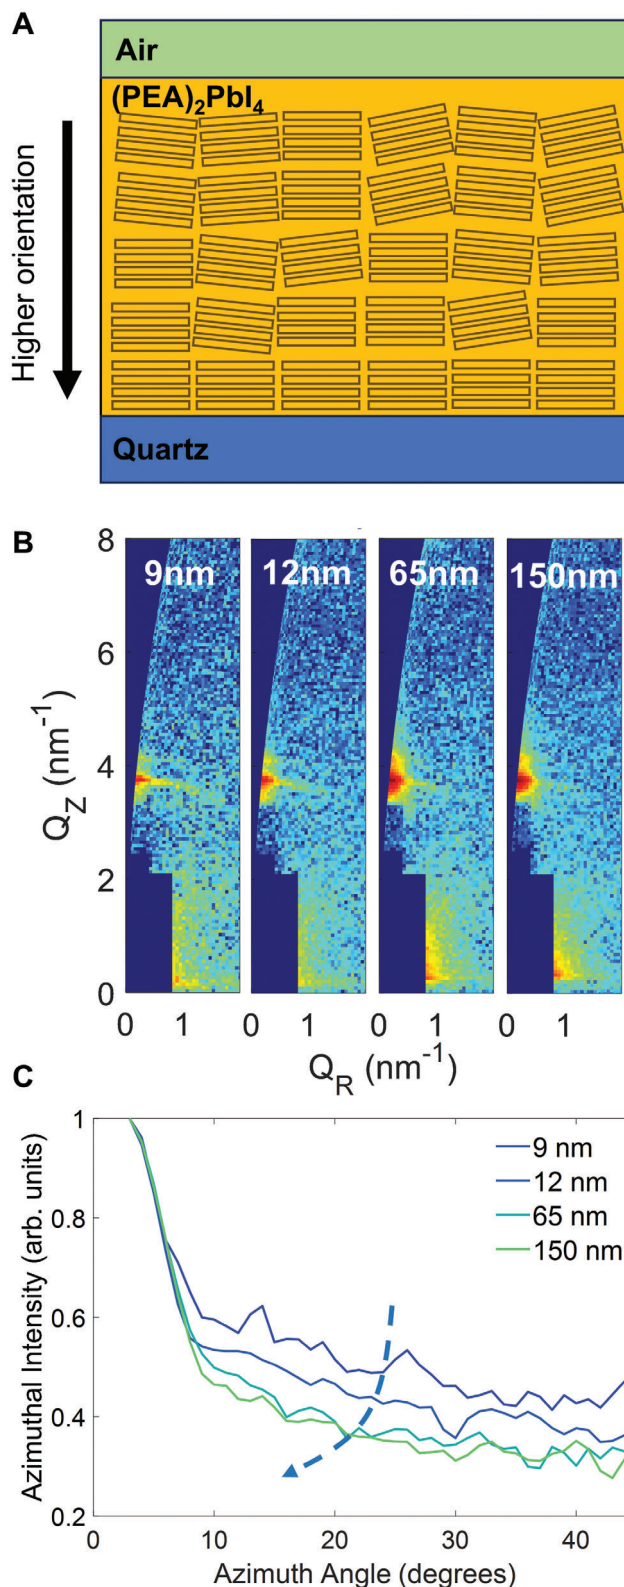 A
Air
(PEA)₂PbI₄
Higher orientation
Quartz
B
9nm
12nm
65nm
150nm
8
6
4
2
0
Q_Z (nm⁻¹)
0 1 0 1 0 1 0 1
Q_R (nm⁻¹)
C
1
0.8
0.6
0.4
0.2
Azimuthal Intensity (arb. units)
9 nm
12 nm
65 nm
150 nm
0 10 20 30 40
Azimuth Angle (degrees)